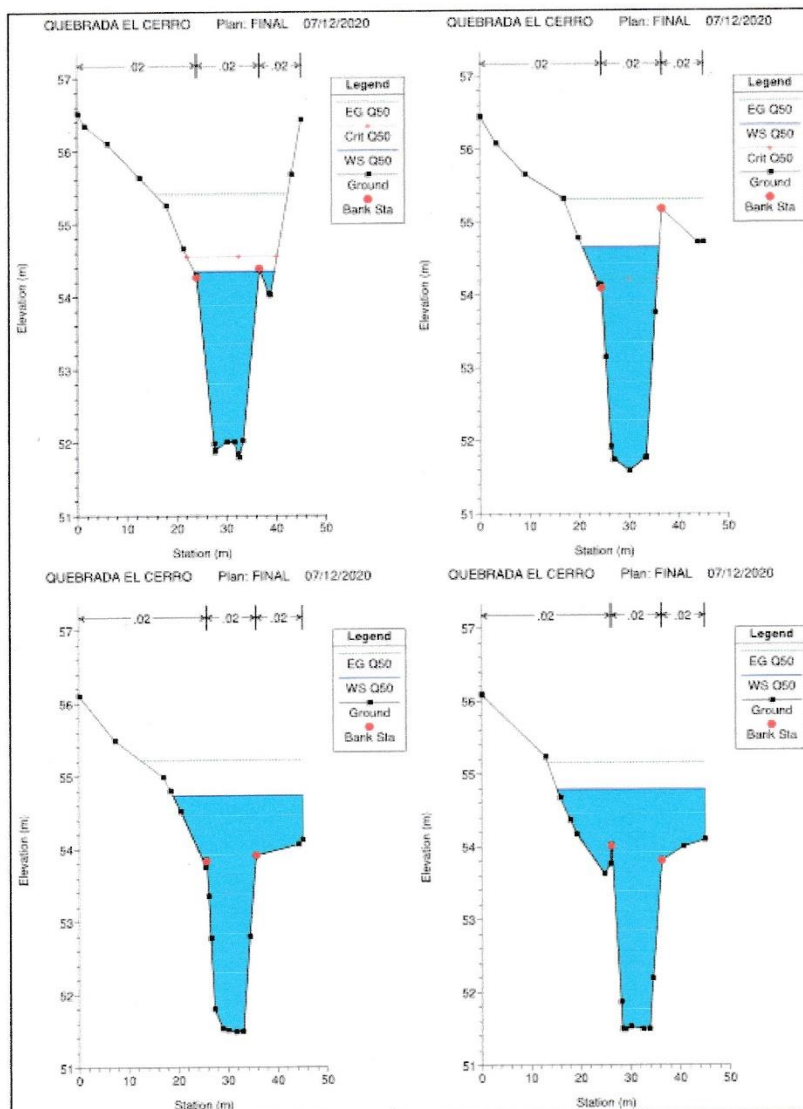 QUEBRADA EL CERRO Plan: FINAL 07/12/2020
.02 .02 .02
Legend
EG Q50
Crit Q50
WS Q50
Ground
Bank Sta
57
56
55
54
53
52
51
Elevation (m)
0 10 20 30 40 50
Station (m)
QUEBRADA EL CERRO Plan: FINAL 07/12/2020
.02 .02 .02
Legend
EG Q50
WS Q50
Crit Q50
Ground
Bank Sta
57
56
55
54
53
52
51
Elevation (m)
0 10 20 30 40 50
Station (m)
QUEBRADA EL CERRO Plan: FINAL 07/12/2020
.02 .02 .02
Legend
EG Q50
WS Q50
Ground
Bank Sta
57
56
55
54
53
52
51
Elevation (m)
0 10 20 30 40 50
Station (m)
QUEBRADA EL CERRO Plan: FINAL 07/12/2020
.02 .02 .02
Legend
EG Q50
WS Q50
Ground
Bank Sta
57
56
55
54
53
52
51
Elevation (m)
0 10 20 30 40 50
Station (m)